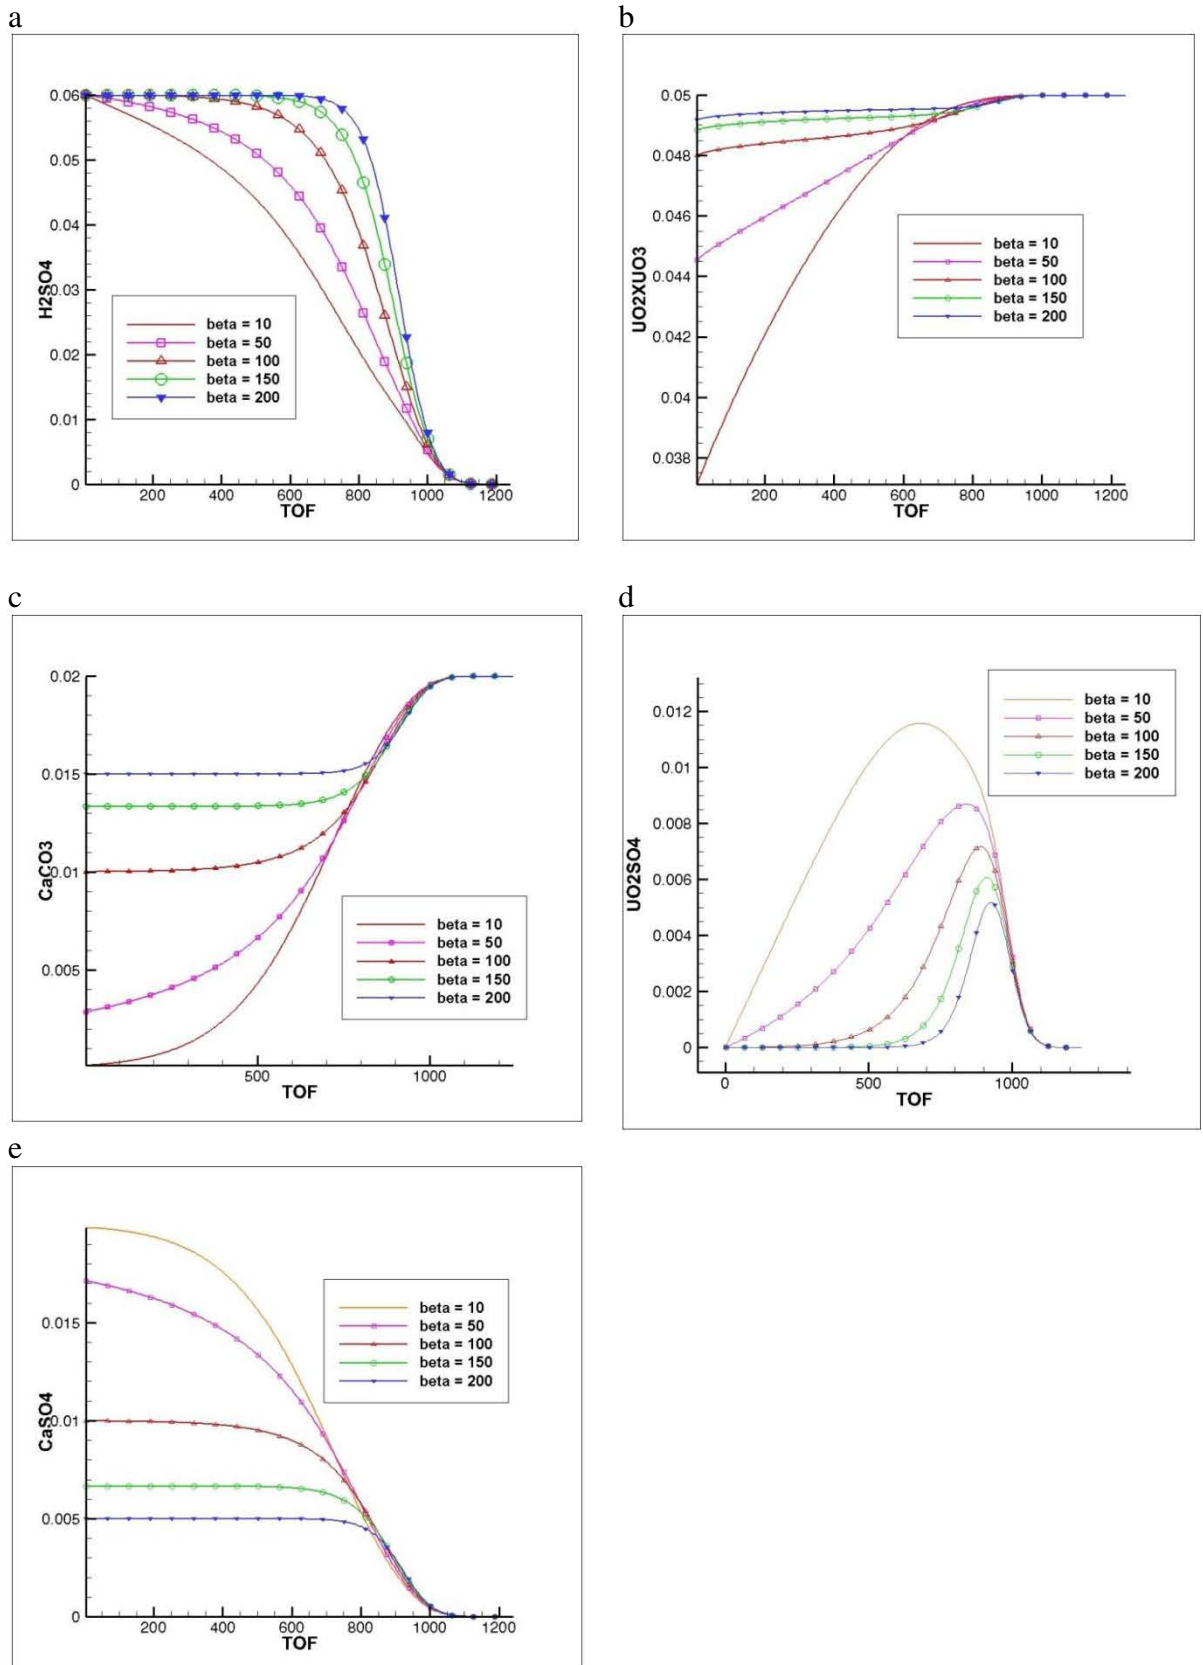 a
0.06
0.05
0.04
0.03
0.02
0.01
0
H2SO4
beta = 10
beta = 50
beta = 100
beta = 150
beta = 200
200 400 600 800 1000 1200
TOF
b
0.05
0.048
0.046
0.044
0.042
0.04
0.038
UO2XUO3
beta = 10
beta = 50
beta = 100
beta = 150
beta = 200
200 400 600 800 1000 1200
TOF
c
0.02
0.015
0.01
0.005
CaCO3
beta = 10
beta = 50
beta = 100
beta = 150
beta = 200
500 1000
TOF
d
0.012
0.01
0.008
0.006
0.004
0.002
0
UO2SO4
beta = 10
beta = 50
beta = 100
beta = 150
beta = 200
0 500 1000
TOF
e
0.015
0.01
0.005
0
CaSO4
beta = 10
beta = 50
beta = 100
beta = 150
beta = 200
200 400 600 800 1000 1200
TOF